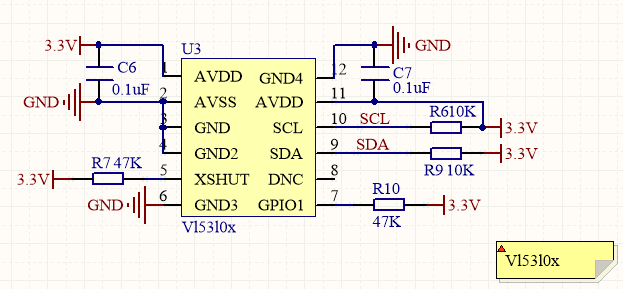 3.3V
U3
GND
C6
0.1uF
C7
0.1uF
1
AVDD
GND4
12
GND
2
AVSS
AVDD
11
3
GND
SCL
10
SCL
R6
10K
3.3V
4
GND2
SDA
9
SDA
R9 10K
3.3V
3.3V
R7 47K
5
XSHUT
DNC
8
GND
6
GND3
GPIO1
7
R10
47K
3.3V
Vl53l0x
Vl53l0x